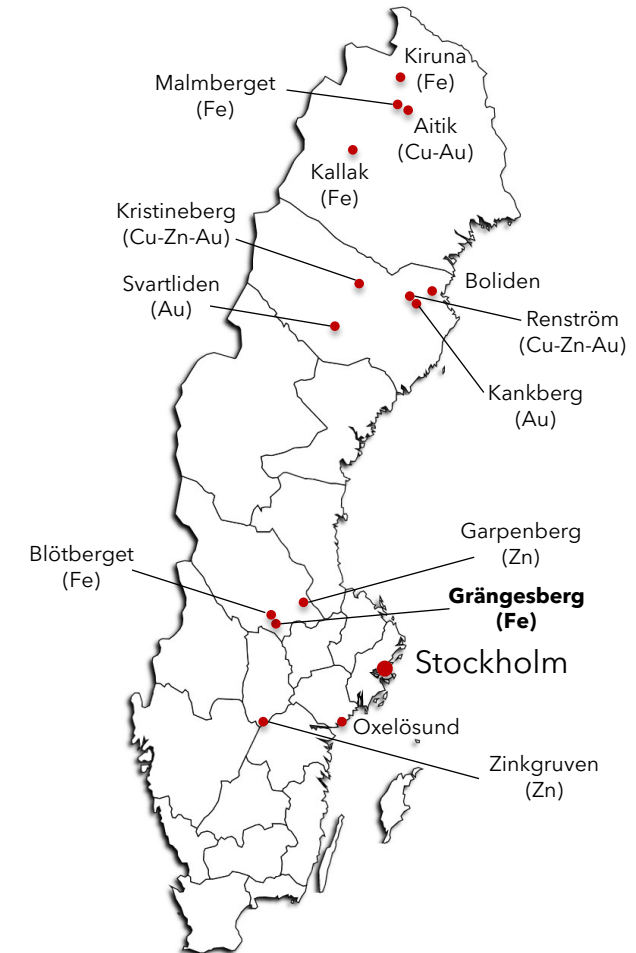 Kiruna
(Fe)
Malmberget
(Fe)
Aitik
(Cu-Au)
Kallak
(Fe)
Kristineberg
(Cu-Zn-Au)
Svartliden
(Au)
Boliden
Renström
(Cu-Zn-Au)
Kankberg
(Au)
Garpenberg
(Zn)
Blötberget
(Fe)
Grängesberg
(Fe)
Stockholm
Oxelösund
Zinkgruven
(Zn)